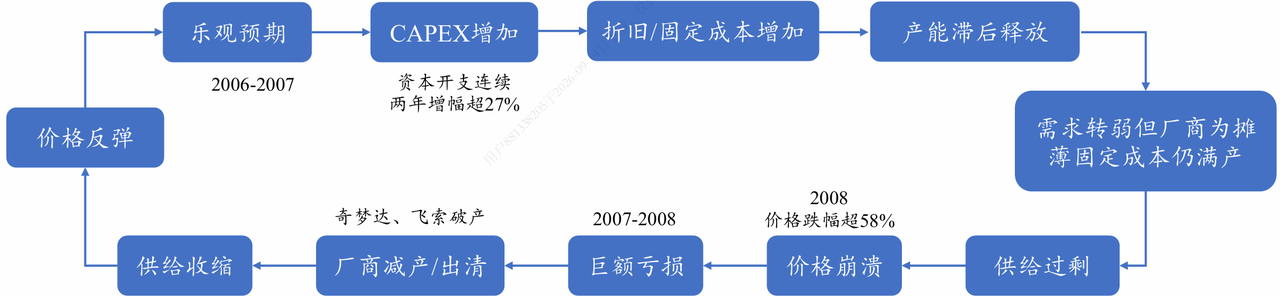 乐观预期
CAPEX增加
折旧/固定成本增加
产能滞后释放
2006-2007
资本开支连续
两年增幅超27%
需求转弱但厂商为摊
薄固定成本仍满产
供给过剩
2008
价格跌幅超58%
价格崩溃
2007-2008
巨额亏损
奇梦达、飞索破产
厂商减产/出清
供给收缩
价格反弹